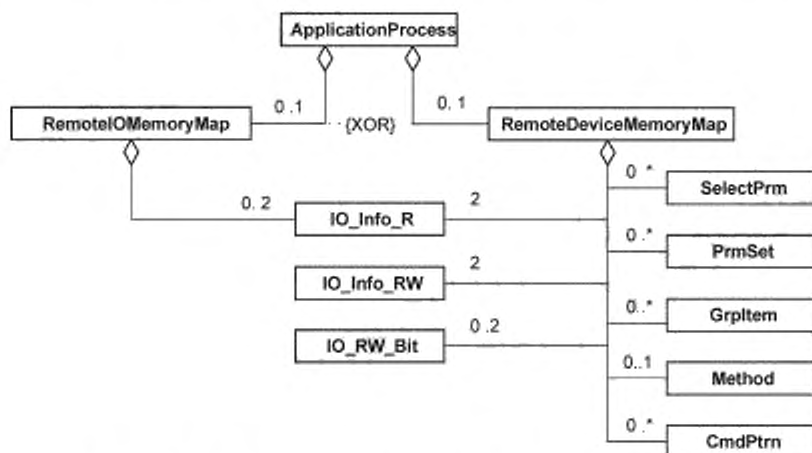 ApplicationProcess
0 .1
0. 1
RemoteIOMemoryMap
{XOR}
RemoteDeviceMemoryMap
0 .*
SelectPrm
0. 2
IO_Info_R
2
0..*
PrmSet
IO_Info_RW
2
0..*
GrpItem
IO_RW_Bit
0 .2
0..1
Method
0 .*
CmdPtrn